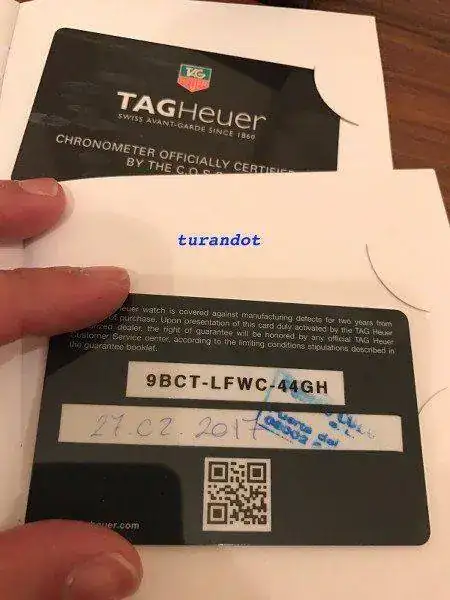 TAG
HEUER
TAGHeuer
SWISS AVANT-GARDE SINCE 1860
CHRONOMETER OFFICIALLY CERTIFIED
BY THE C.O.S
turandot
Heuer watch is covered against manufacturing defects for two years from
purchase. Upon presentation of this card duly activated by the TAG Heuer
dealer, the right of guarantee will be honored by any official TAG Heuer
Customer Service center, according to the limiting conditions stipulations described in
the guarantee booklet.
9BCT-LFWC-44GH
27.02.2017
heuer.com